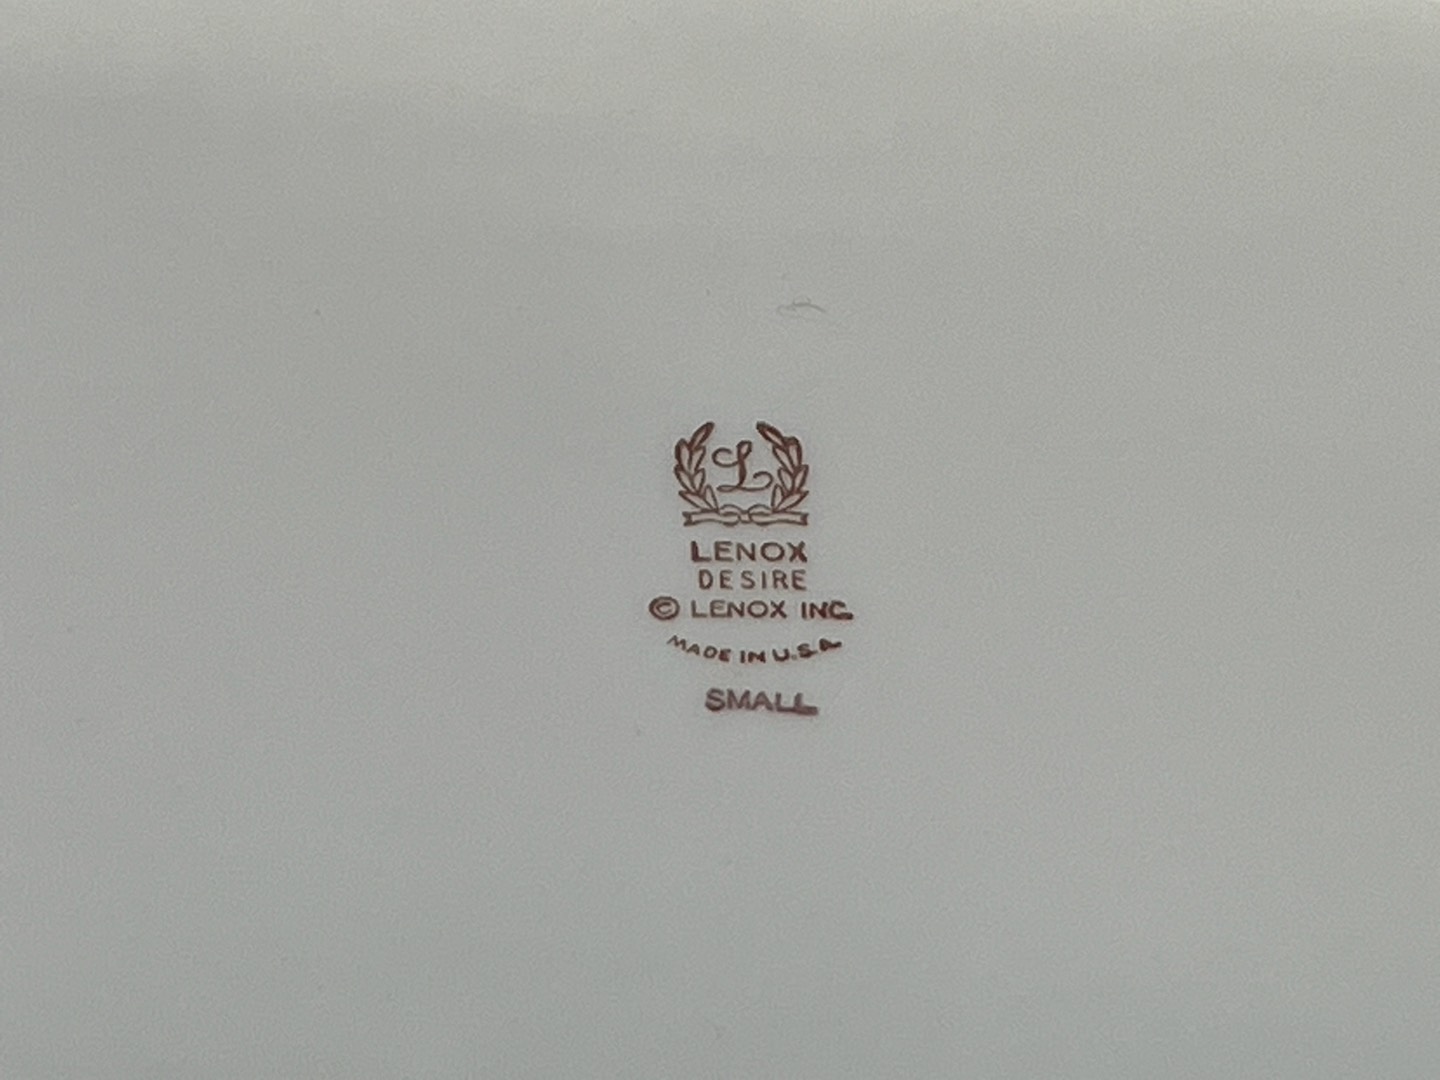 L
LENOX
DESIRE
© LENOX INC.
MADE IN U.S.A.
SMALL